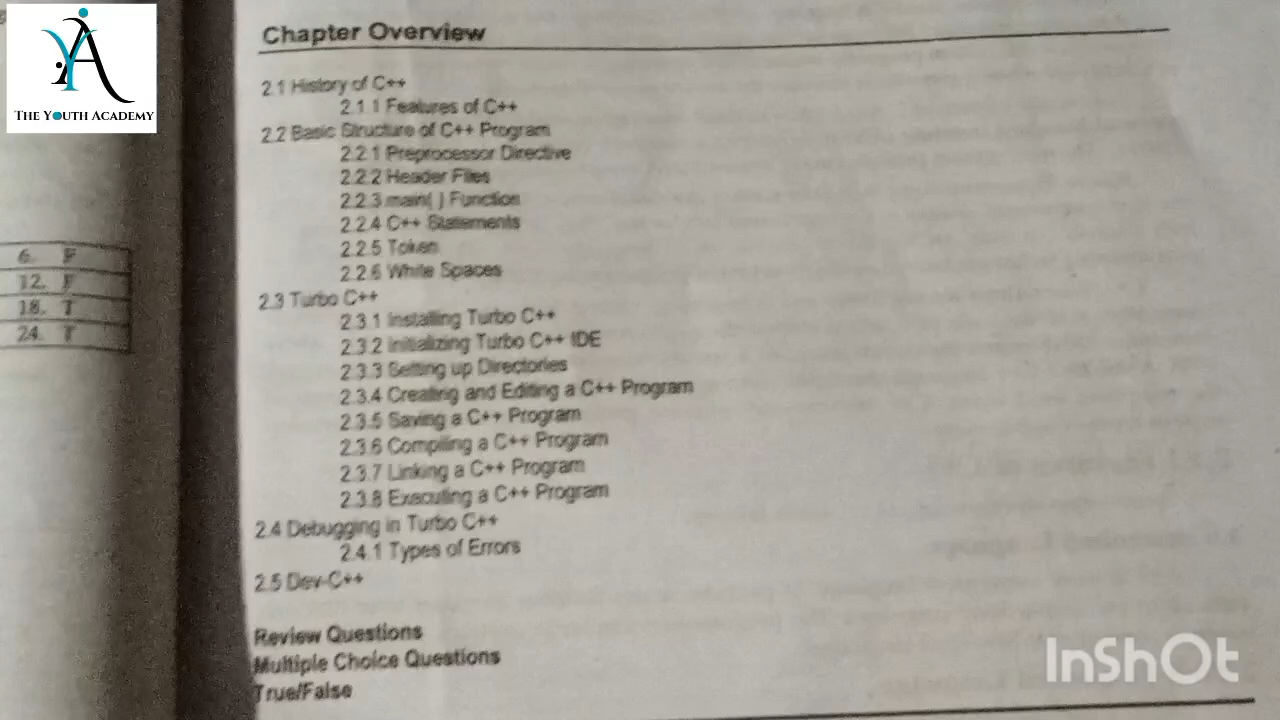 THE YOUTH ACADEMY
Chapter Overview
2.1 History of C++
2.1.1 Features of C++
2.2 Basic Structure of C++ Program
2.2.1 Preprocessor Directive
2.2.2 Header Files
2.2.3 main( ) Function
2.2.4 C++ Statements
2.2.5 Token
2.2.6 White Spaces
2.3 Turbo C++
2.3.1 Installing Turbo C++
2.3.2 Initializing Turbo C++ IDE
2.3.3 Setting up Directories
2.3.4 Creating and Editing a C++ Program
2.3.5 Saving a C++ Program
2.3.6 Compiling a C++ Program
2.3.7 Linking a C++ Program
2.3.8 Executing a C++ Program
2.4 Debugging in Turbo C++
2.4.1 Types of Errors
2.5 Dev-C++
Review Questions
Multiple Choice Questions
True/False
6. F
12. F
18. T
24. T
InShOt